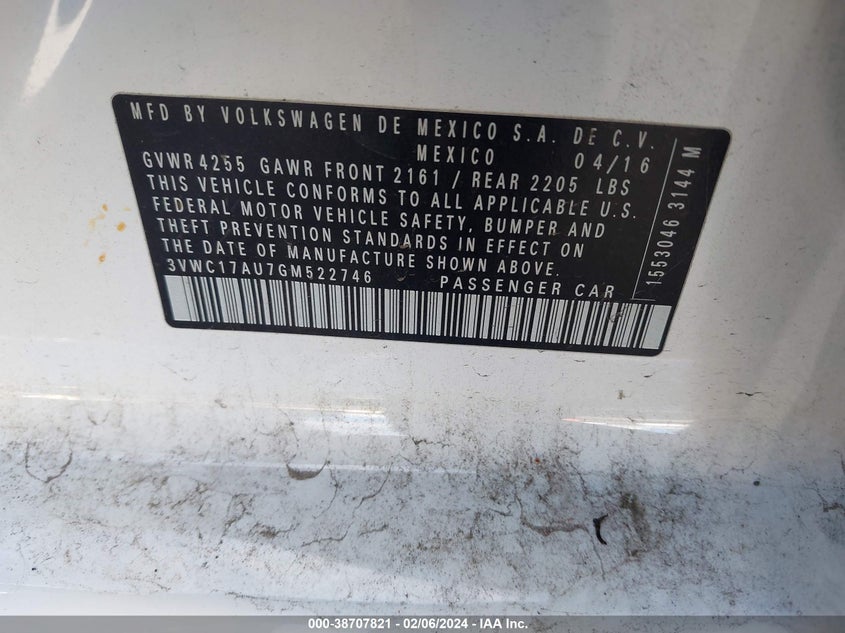 MFD BY VOLKSWAGEN DE MEXICO S.A. DE C.V.
MEXICO 04/16
GVWR 4255 GAWR FRONT 2161 / REAR 2205 LBS
THIS VEHICLE CONFORMS TO ALL APPLICABLE U.S.
FEDERAL MOTOR VEHICLE SAFETY, BUMPER AND
THEFT PREVENTION STANDARDS IN EFFECT ON
THE DATE OF MANUFACTURE SHOWN ABOVE.
3VWC17AU7GM522746 PASSENGER CAR
1553046 3144 M
000-38707821 - 02/06/2024 - IAA Inc.